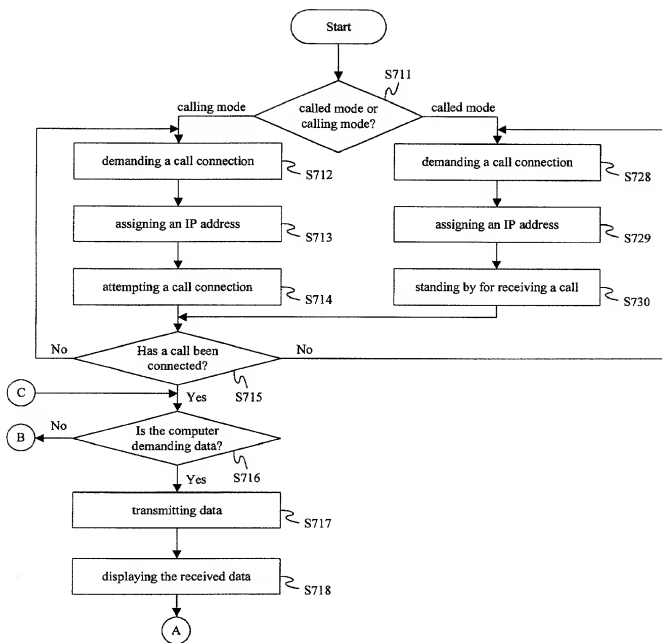 Start
S711
calling mode
called mode or
calling mode?
called mode
demanding a call connection
S712
demanding a call connection
S728
assigning an IP address
S713
assigning an IP address
S729
attempting a call connection
S714
standing by for receiving a call
S730
No
Has a call been
connected?
No
S715
C
Yes
B
No
Is the computer
demanding data?
S716
Yes
transmitting data
S717
displaying the received data
S718
A